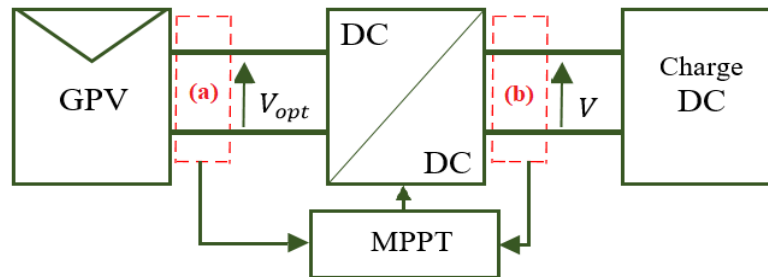 GPV
(a)
V_opt
DC
DC
(b)
V
Charge
DC
MPPT